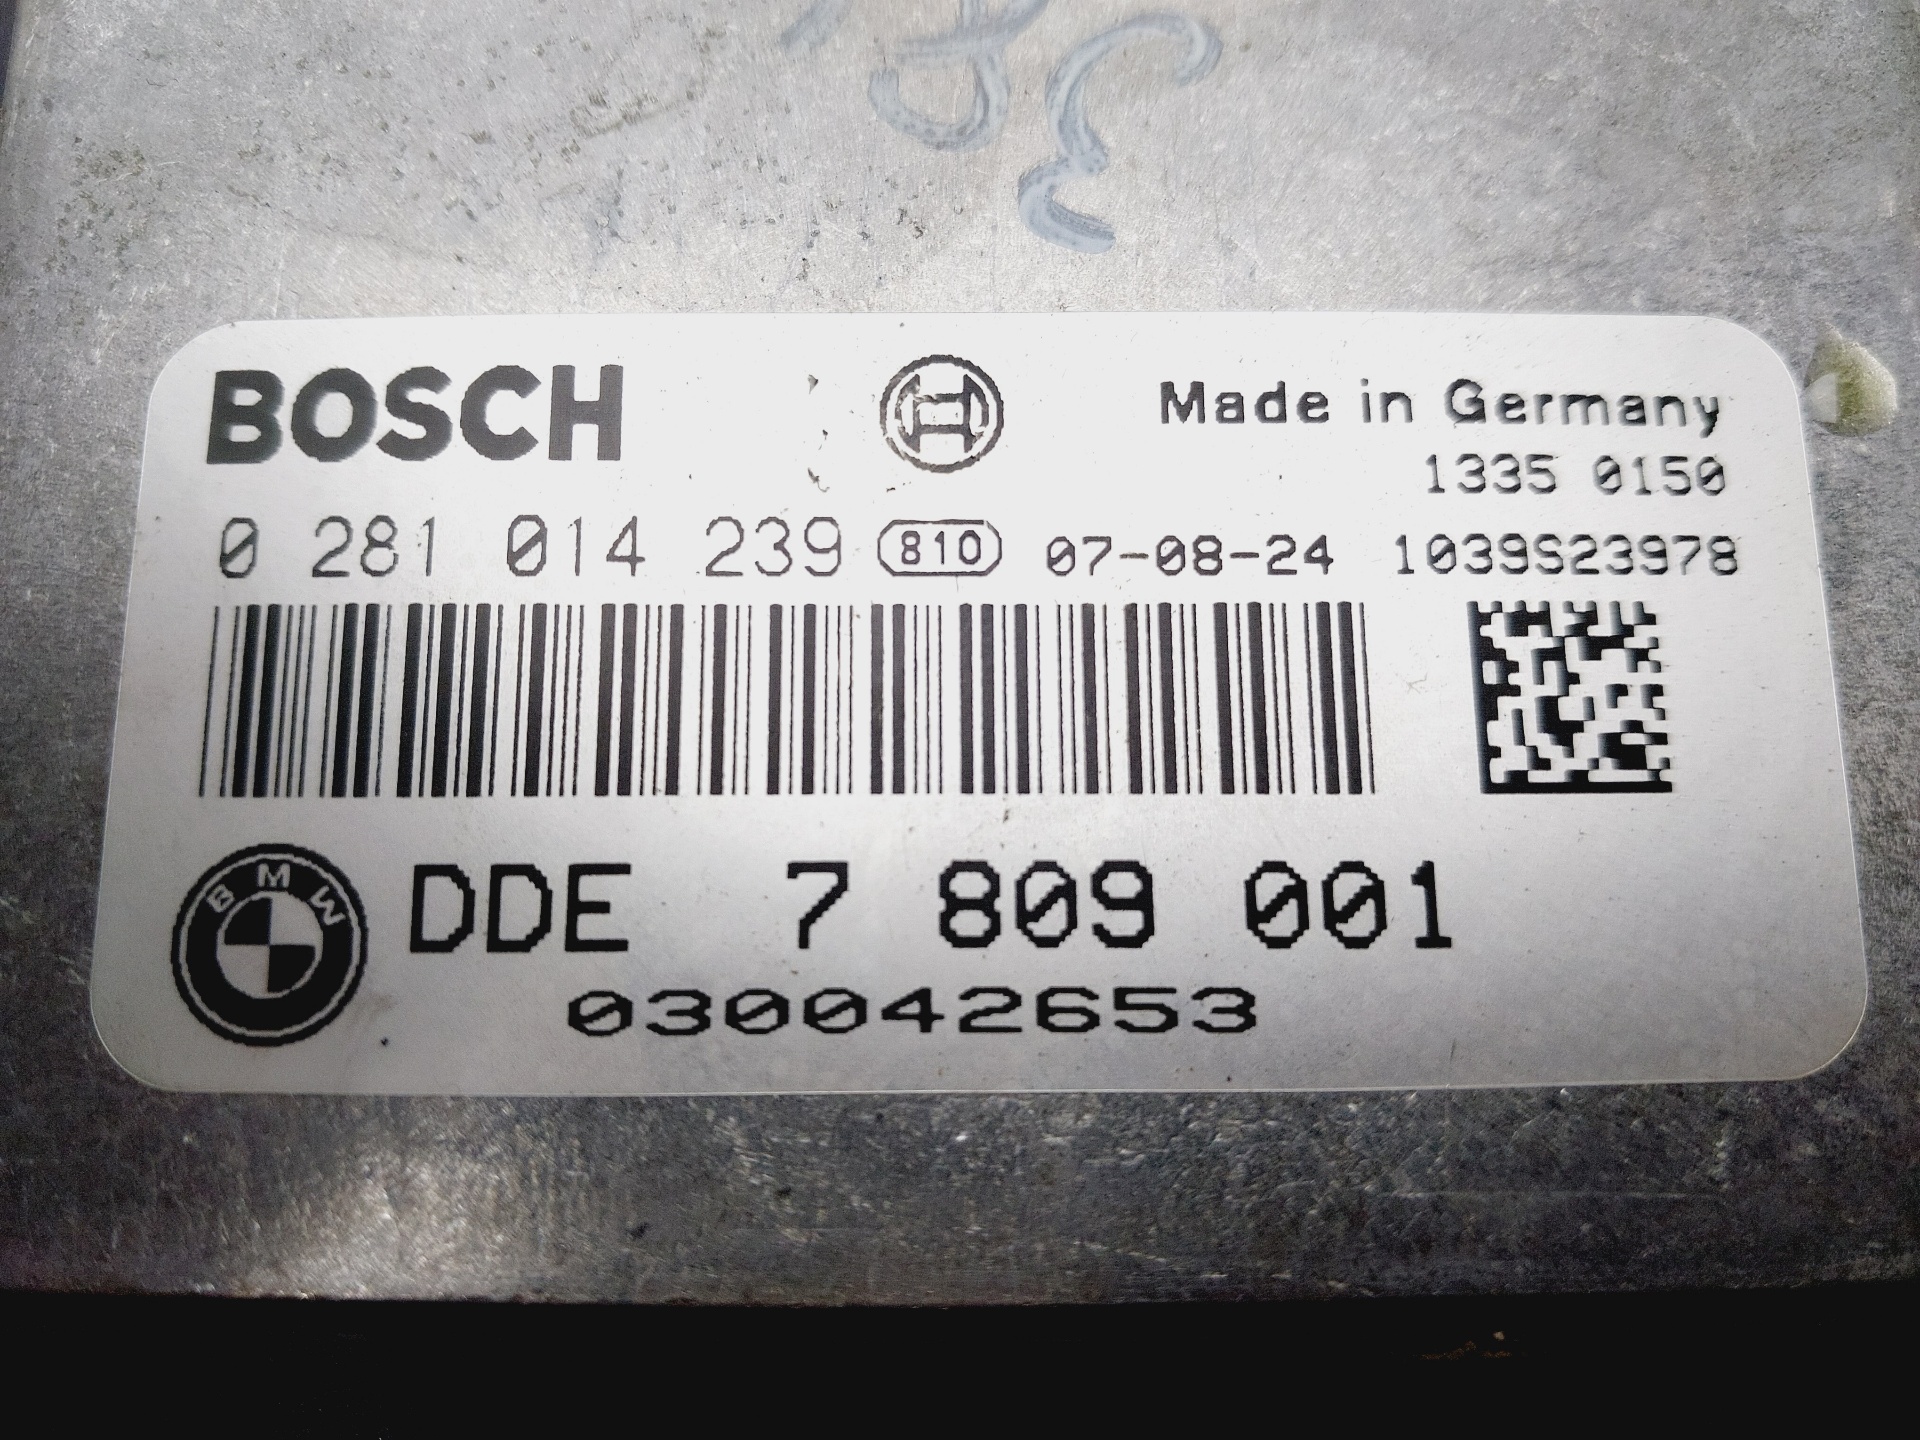 BOSCH
Made in Germany
1335 0150
0 281 014 239 810 07-08-24 1039S23978
BMW DDE 7 809 001
030042653